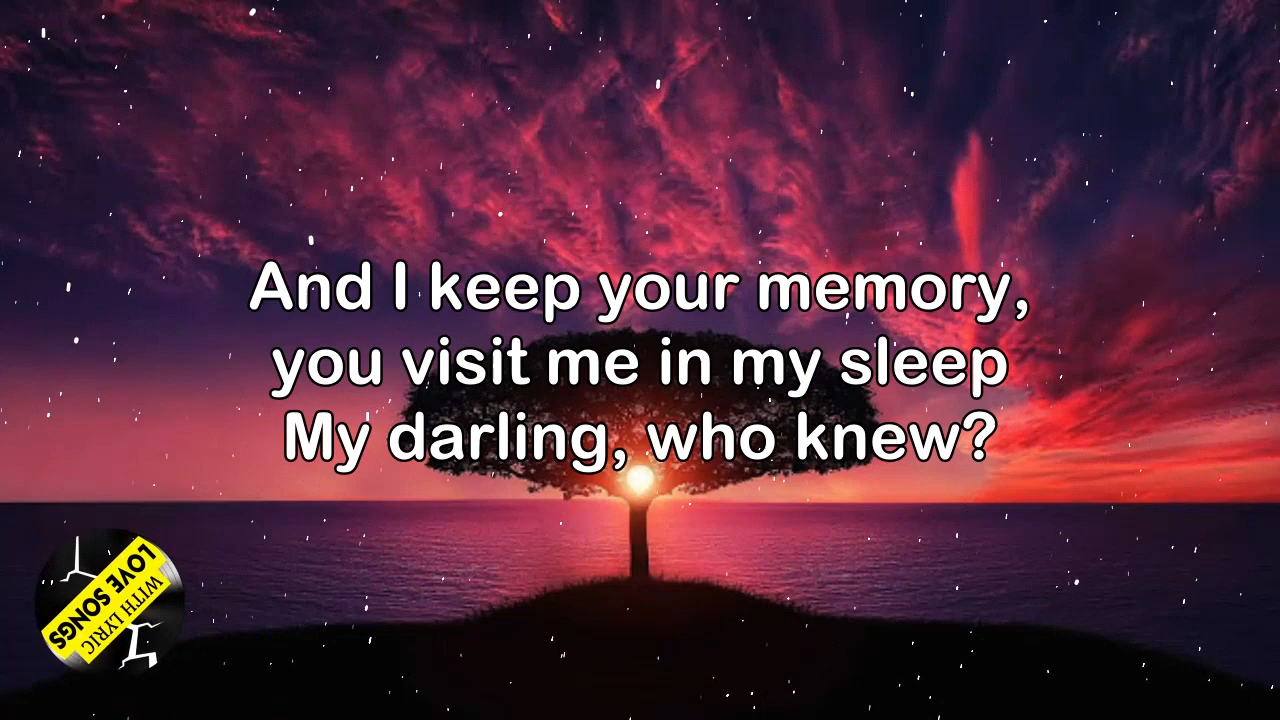 And I keep your memory,
you visit me in my sleep
My darling, who knew?
LOVE SONGS
WITH LYRIC